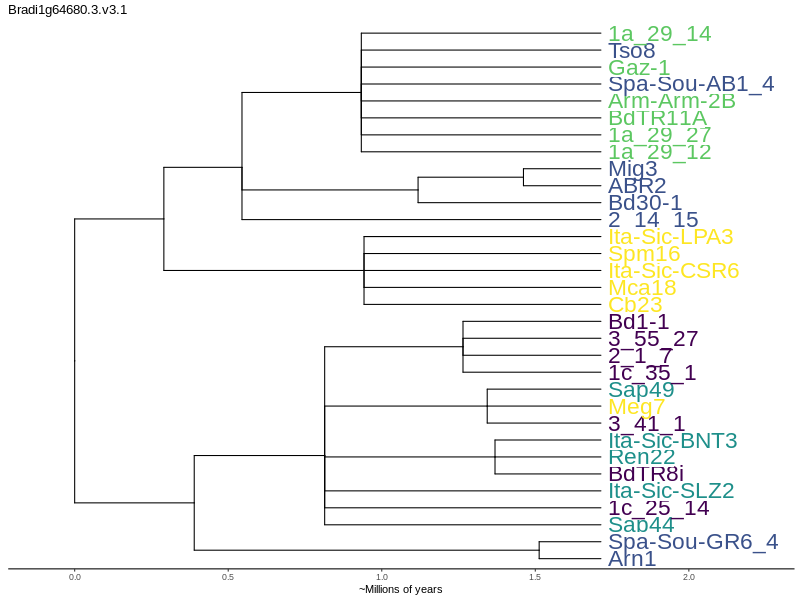 Bradi1g64680.3.v3.1
1a_29_14
Tso8
Gaz-1
Spa-Sou-AB1_4
Arm-Arm-2B
BdTR11A
1a_29_27
1a_29_12
Mig3
ABR2
Bd30-1
2_14_15
Ita-Sic-LPA3
Spm16
Ita-Sic-CSR6
Mca18
Cb23
Bd1-1
3_55_27
2_1_7
1c_35_1
Sap49
Meg7
3_41_1
Ita-Sic-BNT3
Ren22
BdTR8i
Ita-Sic-SLZ2
1c_25_14
Sab44
Spa-Sou-GR6_4
Arn1
0.0 0.5 1.0 1.5 2.0
~Millions of years